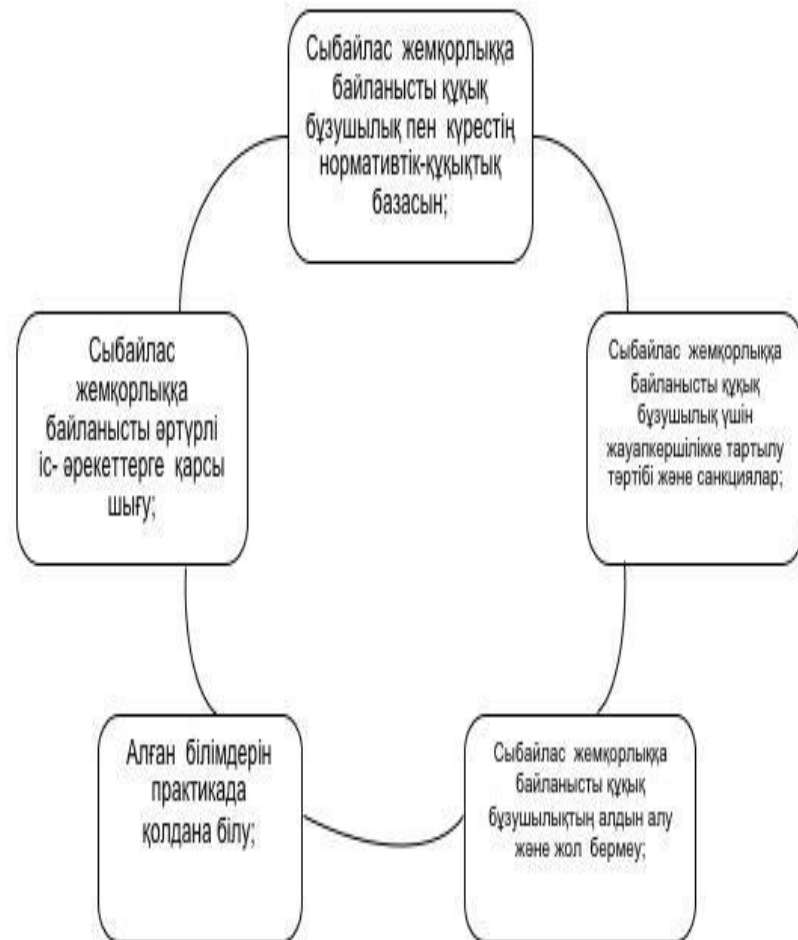 Сыбайлас жемқорлыққа
байланысты құқық
бұзушылық пен күрестің
нормативтік-құқықтық
базасын;
Сыбайлас жемқорлыққа
байланысты құқық
бұзушылық үшін
жауапкершілікке тартылу
тәртібі және санкциялар;
Сыбайлас жемқорлыққа
байланысты құқық
бұзушылықтың алдын алу
және жол бермеу;
Алған білімдерін
практикада
қолдана білу;
Сыбайлас
жемқорлыққа
байланысты әртүрлі
іс- әрекеттерге қарсы
шығу;